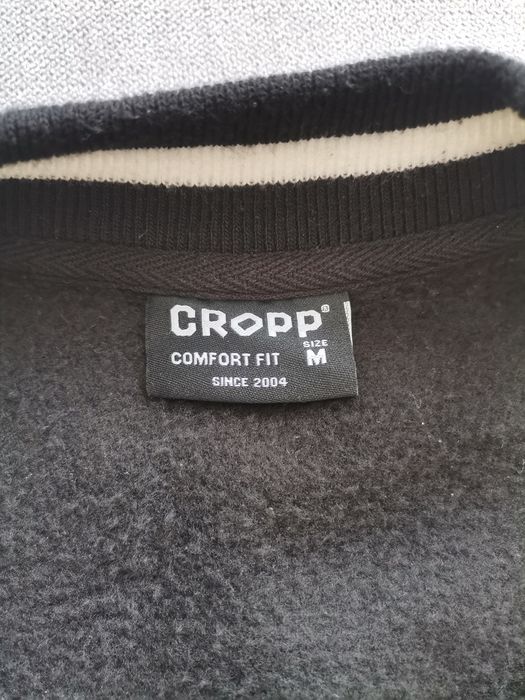 CROPP®
COMFORT FIT
SIZE
M
SINCE 2004